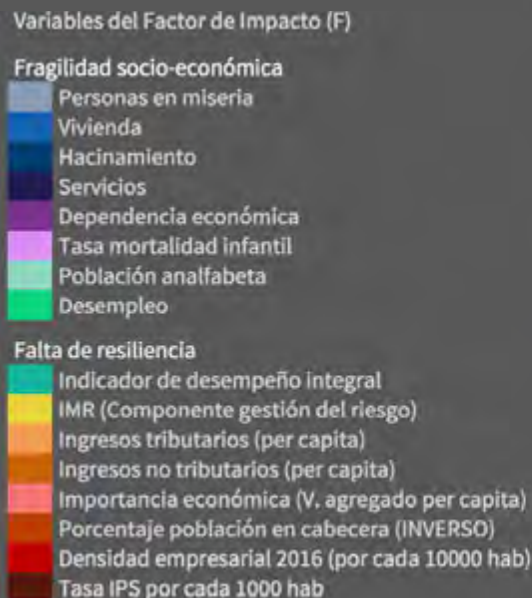 Variables del Factor de Impacto (F)
Fragilidad socio-económica
Personas en miseria
Vivienda
Hacinamiento
Servicios
Dependencia económica
Tasa mortalidad infantil
Población analfabeta
Desempleo
Falta de resiliencia
Indicador de desempeño integral
IMR (Componente gestión del riesgo)
Ingresos tributarios (per capita)
Ingresos no tributarios (per capita)
Importancia económica (V. agregado per capita)
Porcentaje población en cabecera (INVERSO)
Densidad empresarial 2016 (por cada 10000 hab)
Tasa IPS por cada 1000 hab